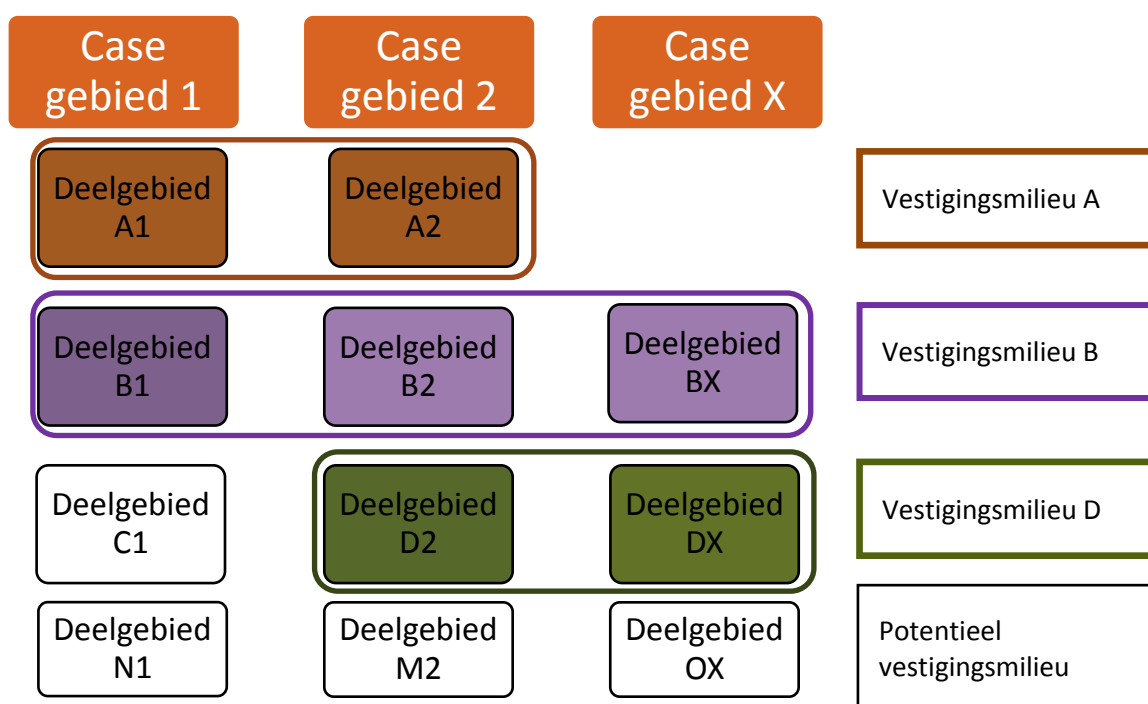 Case
gebied 1
Case
gebied 2
Case
gebied X
Deelgebied
A1
Deelgebied
A2
Vestigingsmilieu A
Deelgebied
B1
Deelgebied
B2
Deelgebied
BX
Vestigingsmilieu B
Deelgebied
C1
Deelgebied
D2
Deelgebied
DX
Vestigingsmilieu D
Deelgebied
N1
Deelgebied
M2
Deelgebied
OX
Potentieel
vestigingsmilieu